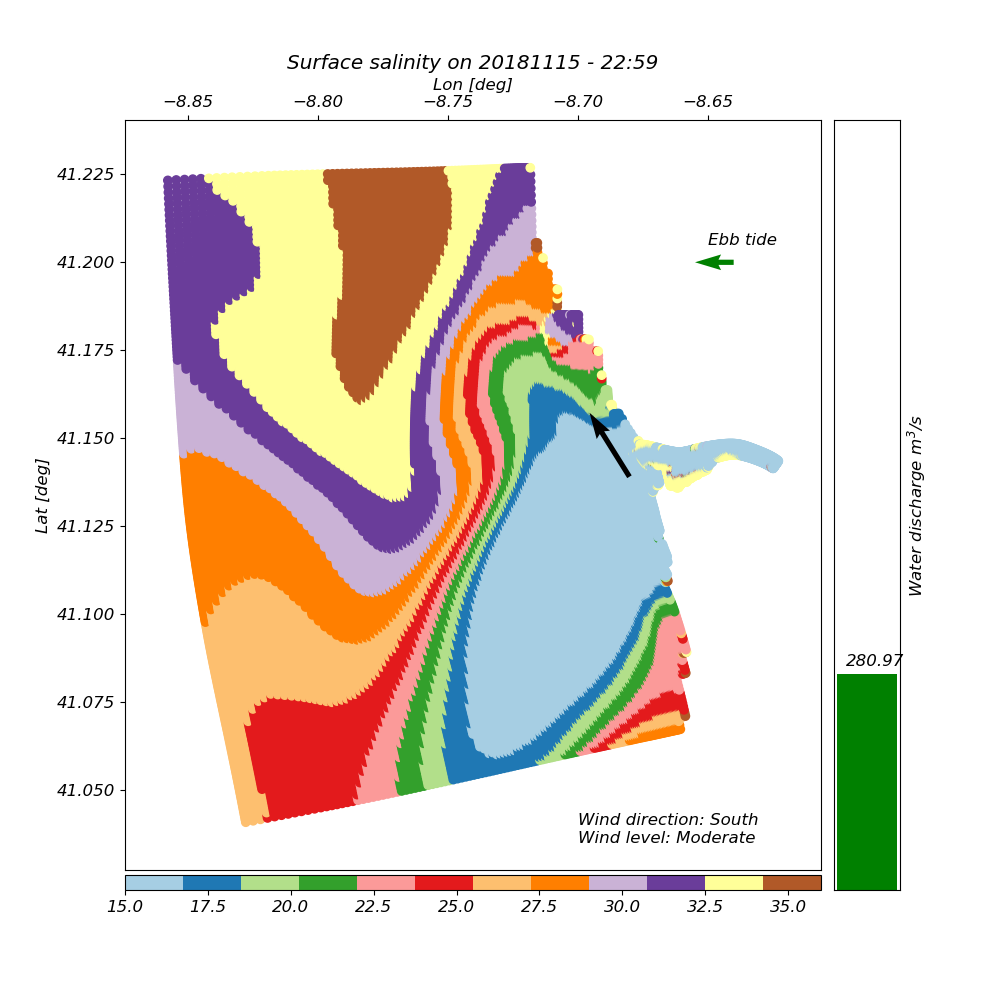 Surface salinity on 20181115 - 22:59
Lon [deg]
−8.85 −8.80 −8.75 −8.70 −8.65
41.225
41.200
41.175
41.150
41.125
41.100
41.075
41.050
Lat [deg]
Ebb tide
Wind direction: South
Wind level: Moderate
280.97
Water discharge m³/s
15.0 17.5 20.0 22.5 25.0 27.5 30.0 32.5 35.0